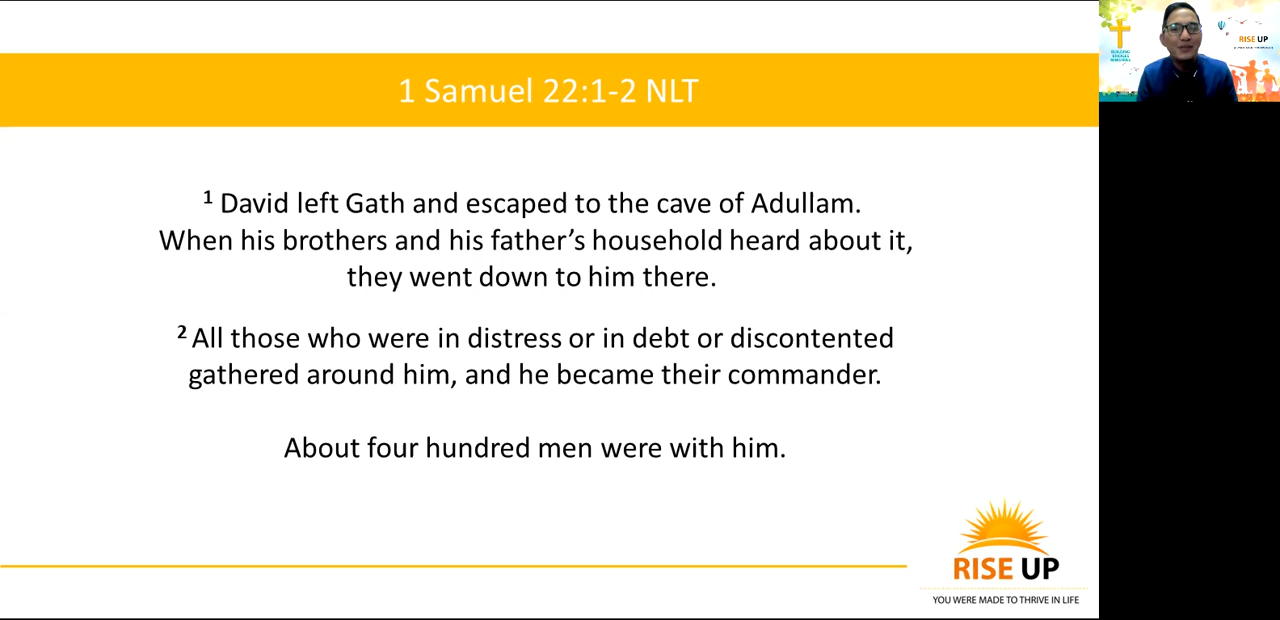 1 Samuel 22:1-2 NLT
1 David left Gath and escaped to the cave of Adullam.
When his brothers and his father’s household heard about it,
they went down to him there.
2 All those who were in distress or in debt or discontented
gathered around him, and he became their commander.
About four hundred men were with him.
RISE UP
YOU WERE MADE TO THRIVE IN LIFE
BUILDING
BRIDGES
RISE UP